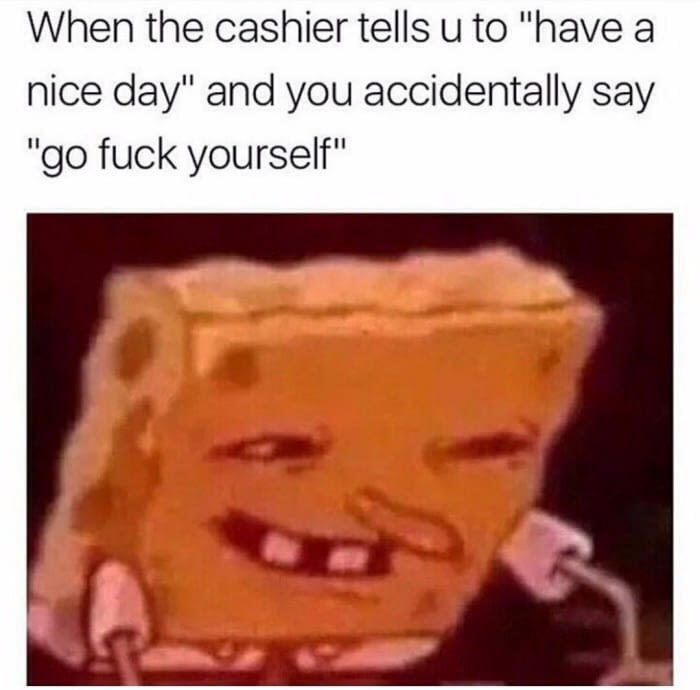 When the cashier tells u to "have a
nice day" and you accidentally say
"go fuck yourself"